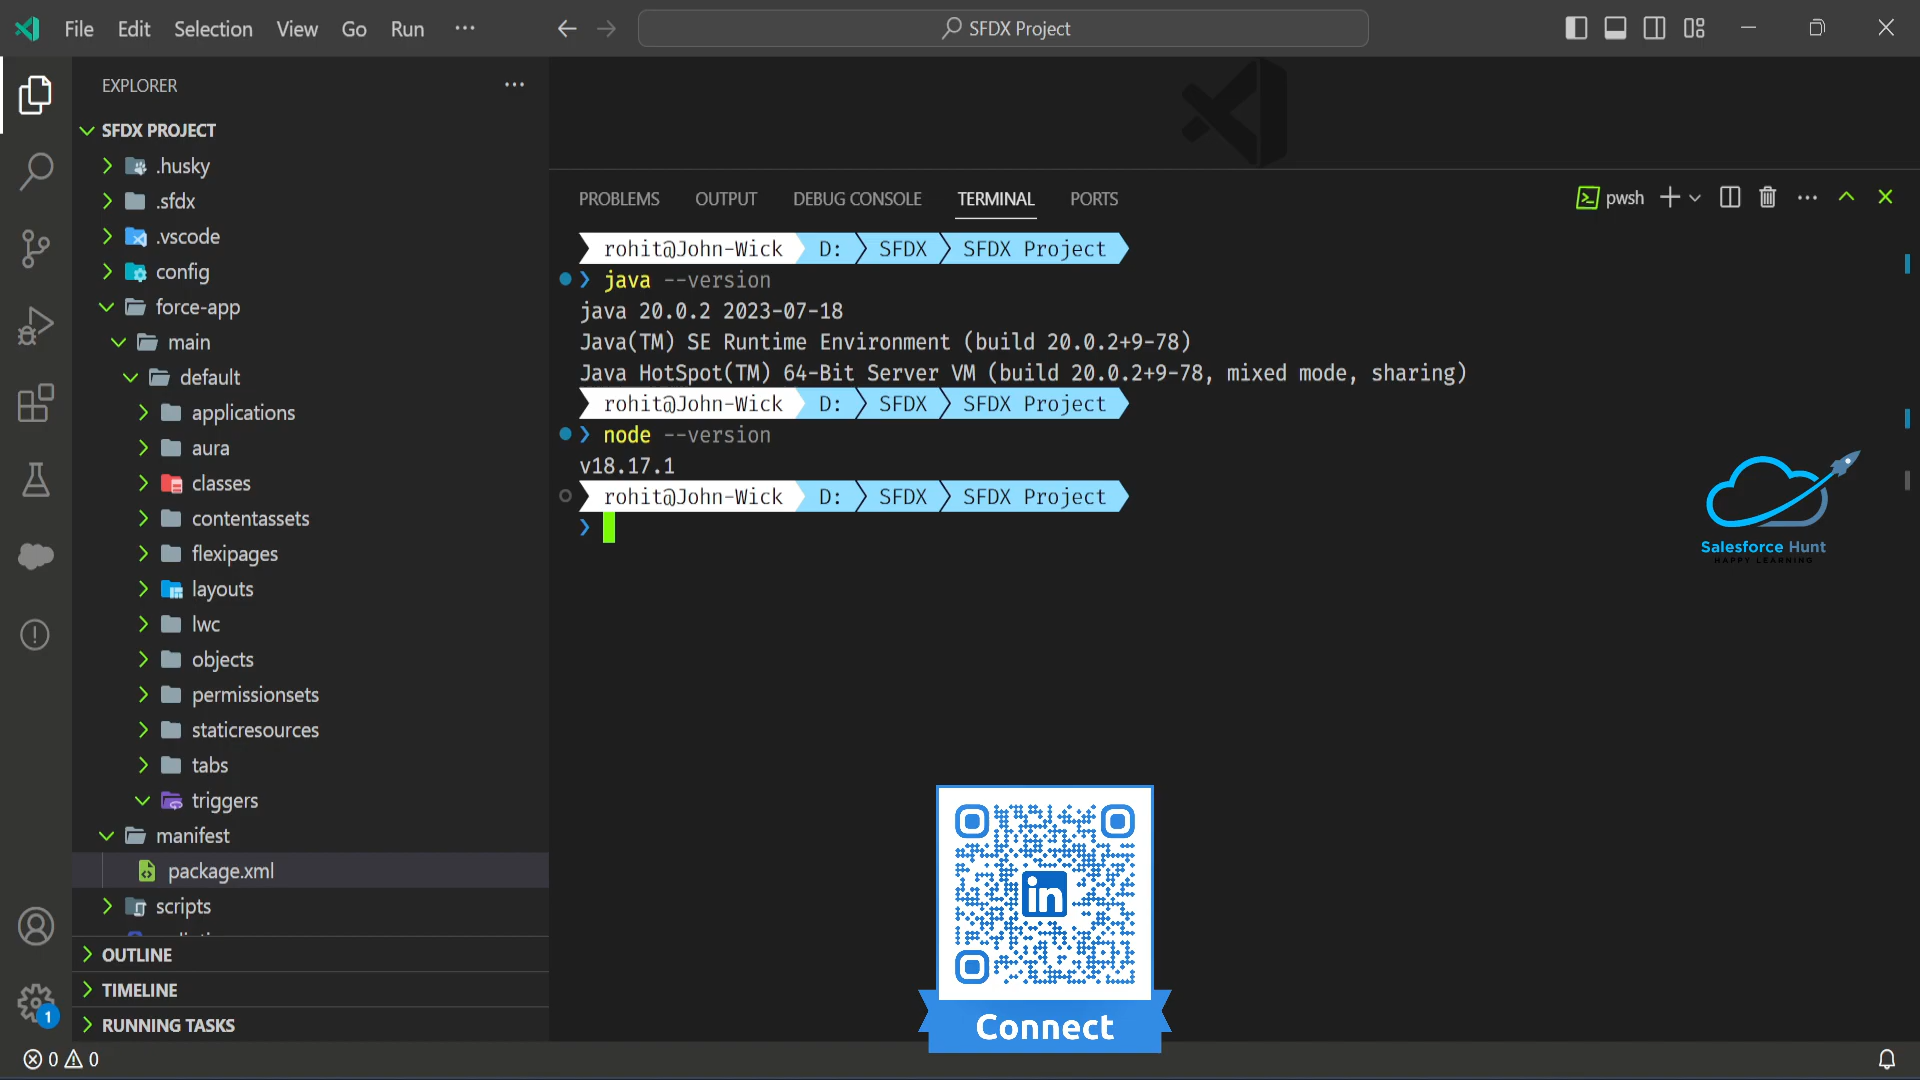 File Edit Selection View Go Run ···
SFDX Project
EXPLORER
SFDX PROJECT
.husky
.sfdx
.vscode
config
force-app
main
default
applications
aura
classes
contentassets
flexipages
layouts
lwc
objects
permissionsets
staticresources
tabs
triggers
manifest
package.xml
scripts
OUTLINE
TIMELINE
RUNNING TASKS
1
0 0
PROBLEMS OUTPUT DEBUG CONSOLE TERMINAL PORTS
pwsh
rohit@John-Wick D: SFDX SFDX Project
❯ java --version
java 20.0.2 2023-07-18
Java(TM) SE Runtime Environment (build 20.0.2+9-78)
Java HotSpot(TM) 64-Bit Server VM (build 20.0.2+9-78, mixed mode, sharing)
rohit@John-Wick D: SFDX SFDX Project
❯ node --version
v18.17.1
rohit@John-Wick D: SFDX SFDX Project
❯
Salesforce Hunt
HAPPY LEARNING
in
Connect